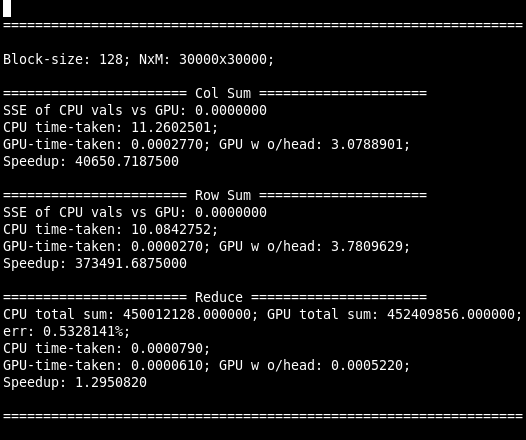 =================================================================
Block-size: 128; NxM: 30000x30000;
======================= Col Sum =====================
SSE of CPU vals vs GPU: 0.0000000
CPU time-taken: 11.2602501;
GPU-time-taken: 0.0002770; GPU w o/head: 3.0788901;
Speedup: 40650.7187500
======================= Row Sum =====================
SSE of CPU vals vs GPU: 0.0000000
CPU time-taken: 10.0842752;
GPU-time-taken: 0.0000270; GPU w o/head: 3.7809629;
Speedup: 373491.6875000
======================= Reduce ======================
CPU total sum: 450012128.000000; GPU total sum: 452409856.000000;
err: 0.5328141%;
CPU time-taken: 0.0000790;
GPU-time-taken: 0.0000610; GPU w o/head: 0.0005220;
Speedup: 1.2950820
=================================================================